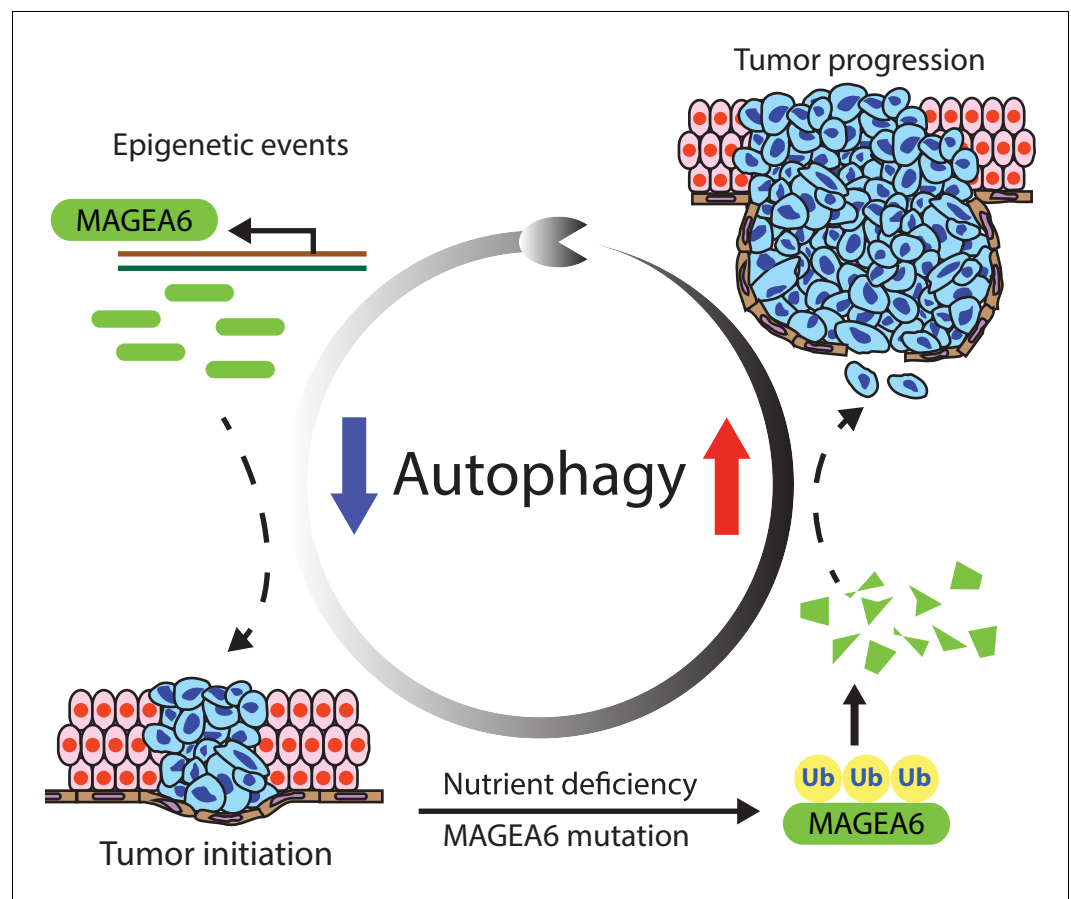 Tumor progression
Epigenetic events
MAGEA6
Autophagy
Nutrient deficiency
MAGEA6 mutation
Ub Ub Ub
MAGEA6
Tumor initiation